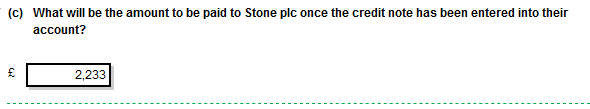 (c) What will be the amount to be paid to Stone plc once the credit note has been entered into their
account?
£ 2,233